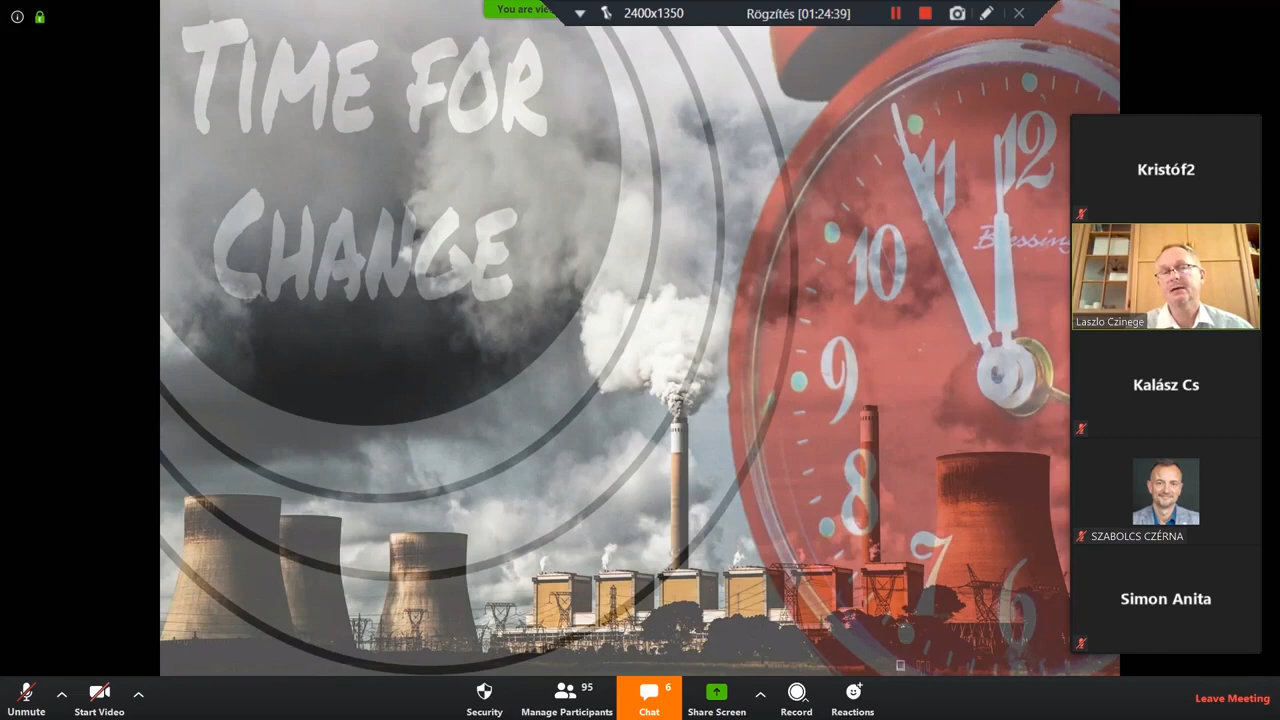 You are vie
2400x1350
Rögzítés [01:24:39]
TIME FOR
CHANGE
12
11
10
9
8
7
6
Blessing
Kristóf2
Laszlo Czinege
Kalász Cs
SZABOLCS CZÉRNA
Simon Anita
Unmute
Start Video
Security
Manage Participants
95
Chat
6
Share Screen
Record
Reactions
Leave Meeting